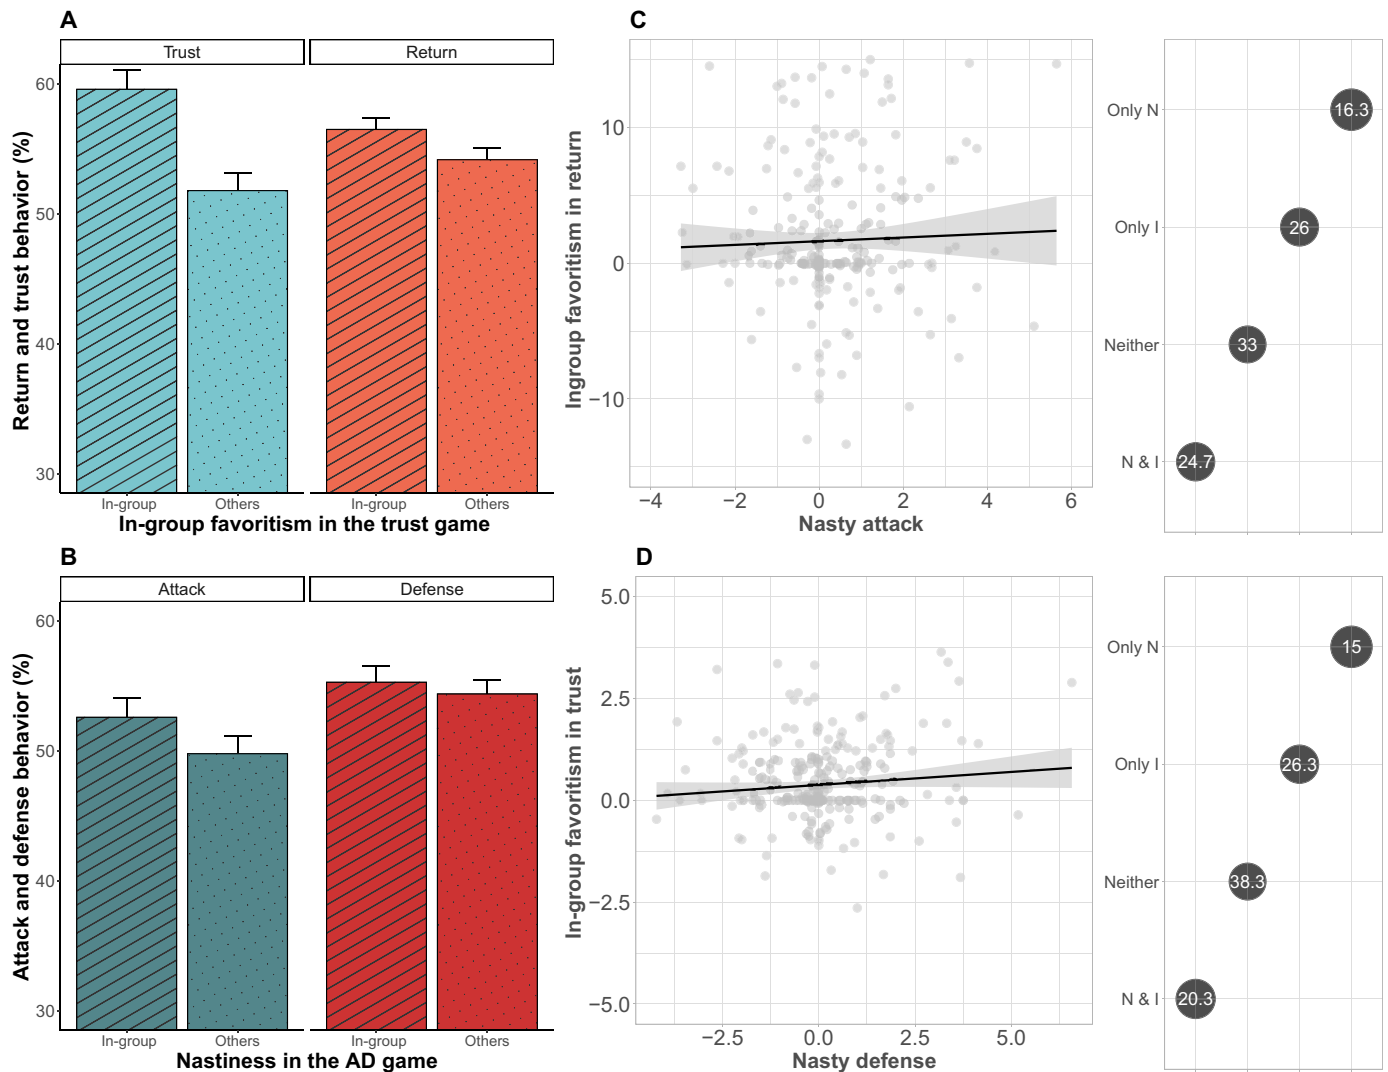 A
Trust
Return
Return and trust behavior (%)
60
50
40
30
In-group
Others
In-group
Others
In-group favoritism in the trust game
B
Attack
Defense
Attack and defense behavior (%)
60
50
40
30
In-group
Others
In-group
Others
Nastiness in the AD game
C
Ingroup favoritism in return
10
0
−10
−4
−2
0
2
4
6
Nasty attack
Only N
16.3
Only I
26
Neither
33
N & I
24.7
D
In-group favoritism in trust
5.0
2.5
0.0
−2.5
−5.0
−2.5
0.0
2.5
5.0
Nasty defense
Only N
15
Only I
26.3
Neither
38.3
N & I
20.3